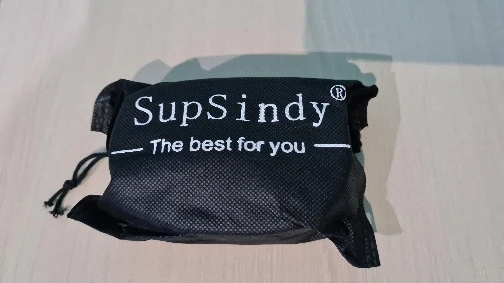 SupSindy®
The best for you